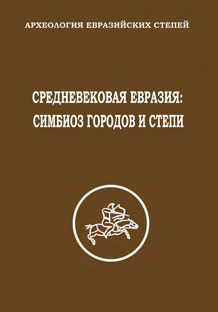 АРХЕОЛОГИЯ ЕВРАЗИЙСКИХ СТЕПЕЙ
СРЕДНЕВЕКОВАЯ ЕВРАЗИЯ:
СИМБИОЗ ГОРОДОВ И СТЕПИ